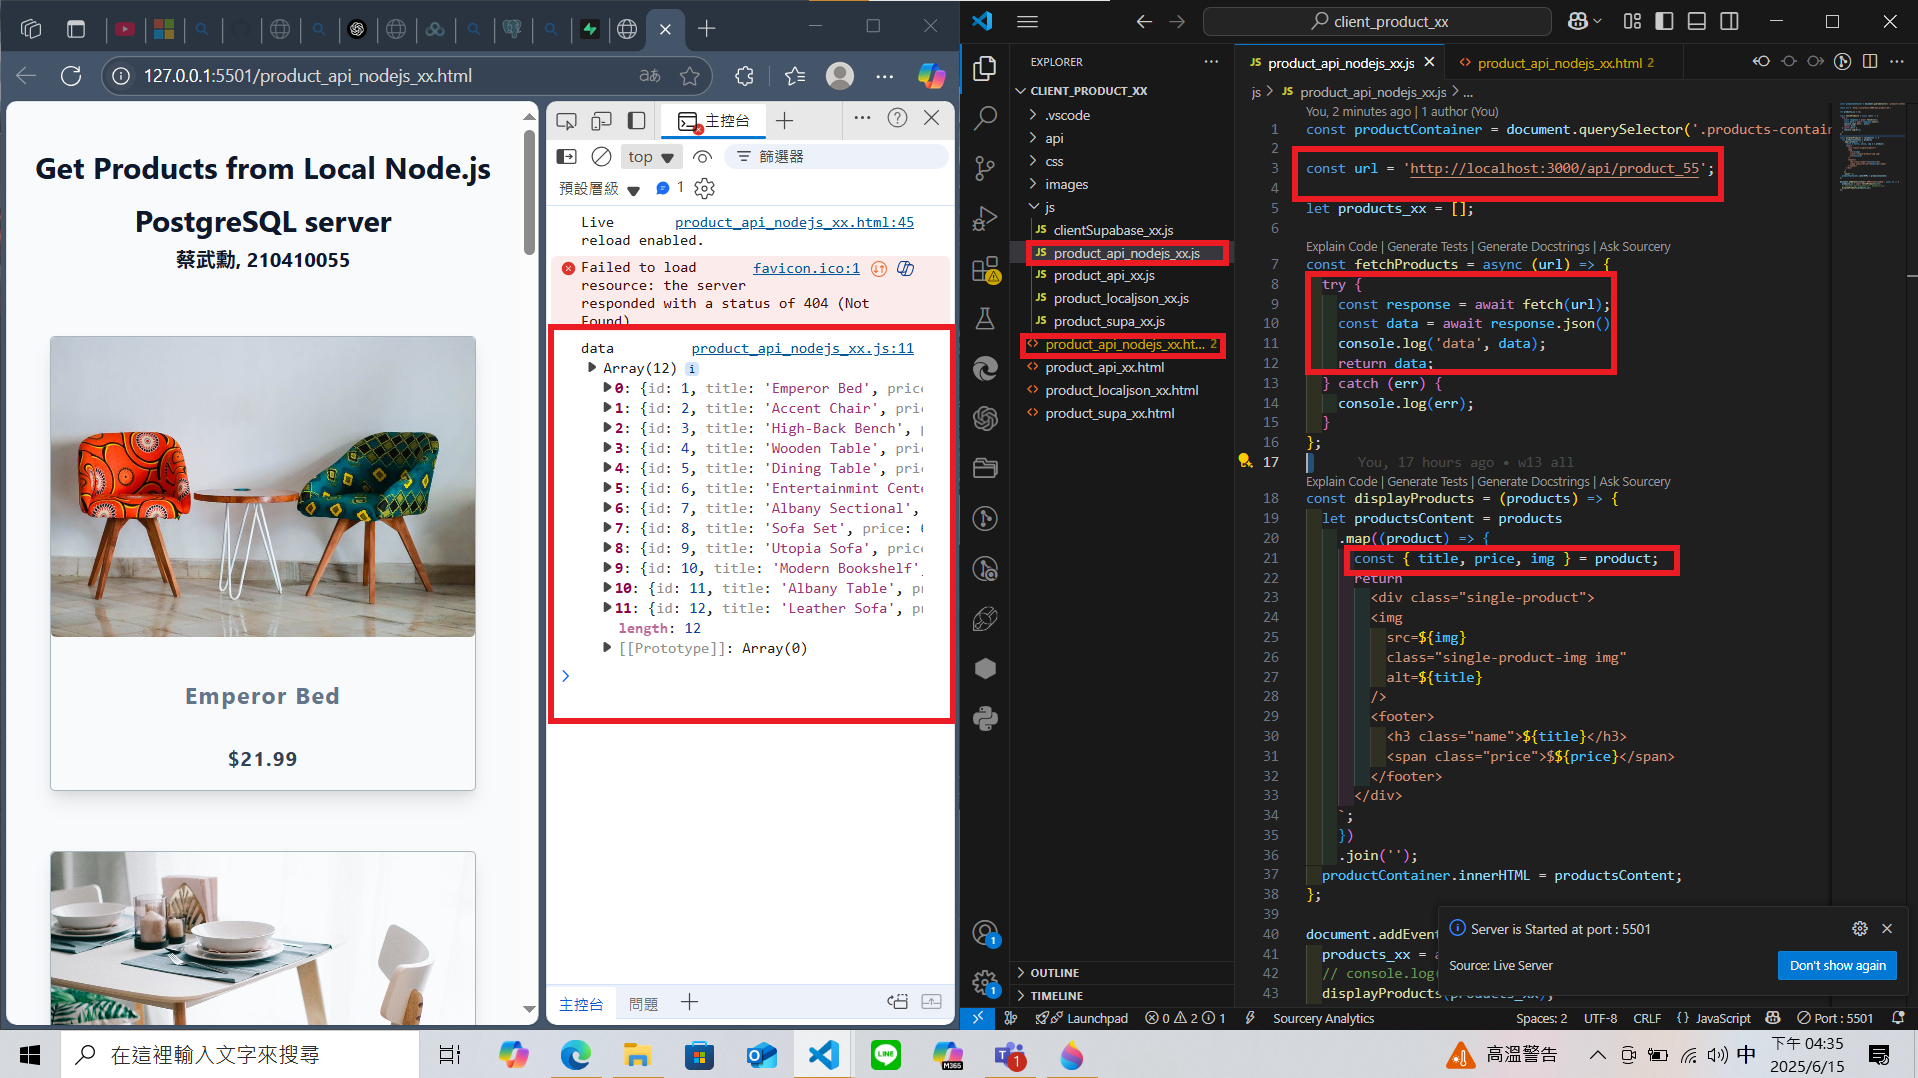 127.0.0.1:5501/product_api_nodejs_xx.html
Get Products from Local Node.js
PostgreSQL server
蔡武勳, 210410055
Emperor Bed
$21.99
主控台
top
篩選器
預設層級
1
Live reload enabled.
product_api_nodejs_xx.html:45
Failed to load resource: the server responded with a status of 404 (Not Found)
favicon.ico:1
data
product_api_nodejs_xx.js:11
Array(12)
0: {id: 1, title: 'Emperor Bed', price
1: {id: 2, title: 'Accent Chair', pri
2: {id: 3, title: 'High-Back Bench', p
3: {id: 4, title: 'Wooden Table', pri
4: {id: 5, title: 'Dining Table', pri
5: {id: 6, title: 'Entertainmint Cente
6: {id: 7, title: 'Albany Sectional',
7: {id: 8, title: 'Sofa Set', price: 6
8: {id: 9, title: 'Utopia Sofa', price
9: {id: 10, title: 'Modern Bookshelf',
10: {id: 11, title: 'Albany Table', p
11: {id: 12, title: 'Leather Sofa', p
length: 12
[[Prototype]]: Array(0)
主控台
問題
client_product_xx
EXPLORER
CLIENT_PRODUCT_XX
.vscode
api
css
images
js
clientSupabase_xx.js
product_api_nodejs_xx.js
product_api_xx.js
product_localjson_xx.js
product_supa_xx.js
product_api_nodejs_xx.ht... 2
product_api_xx.html
product_localjson_xx.html
product_supa_xx.html
OUTLINE
TIMELINE
JS product_api_nodejs_xx.js
product_api_nodejs_xx.html 2
js > JS product_api_nodejs_xx.js > ...
You, 2 minutes ago | 1 author (You)
1 const productContainer = document.querySelector('.products-contain
2
3 const url = 'http://localhost:3000/api/product_55';
4
5 let products_xx = [];
6
Explain Code | Generate Tests | Generate Docstrings | Ask Sourcery
7 const fetchProducts = async (url) => {
8 try {
9 const response = await fetch(url);
10 const data = await response.json()
11 console.log('data', data);
12 return data;
13 } catch (err) {
14 console.log(err);
15 }
16 };
17 You, 17 hours ago • w13 all
Explain Code | Generate Tests | Generate Docstrings | Ask Sourcery
18 const displayProducts = (products) => {
19 let productsContent = products
20 .map((product) => {
21 const { title, price, img } = product;
22 return
23 <div class="single-product">
24 <img
25 src=${img}
26 class="single-product-img img"
27 alt=${title}
28 />
29 <footer>
30 <h3 class="name">${title}</h3>
31 <span class="price">$${price}</span>
32 </footer>
33 </div>
34 `;
35 })
36 .join('');
37 productContainer.innerHTML = productsContent;
38 };
39
40 document.addEvent
41 products_xx = a
42 // console.log(
43 displayProducts(products_xx);
Server is Started at port : 5501
Source: Live Server
Don't show again
Launchpad
0 2 1
Sourcery Analytics
Spaces: 2
UTF-8
CRLF
{} JavaScript
Port : 5501
在這裡輸入文字來搜尋
高溫警告
中
下午 04:35
2025/6/15